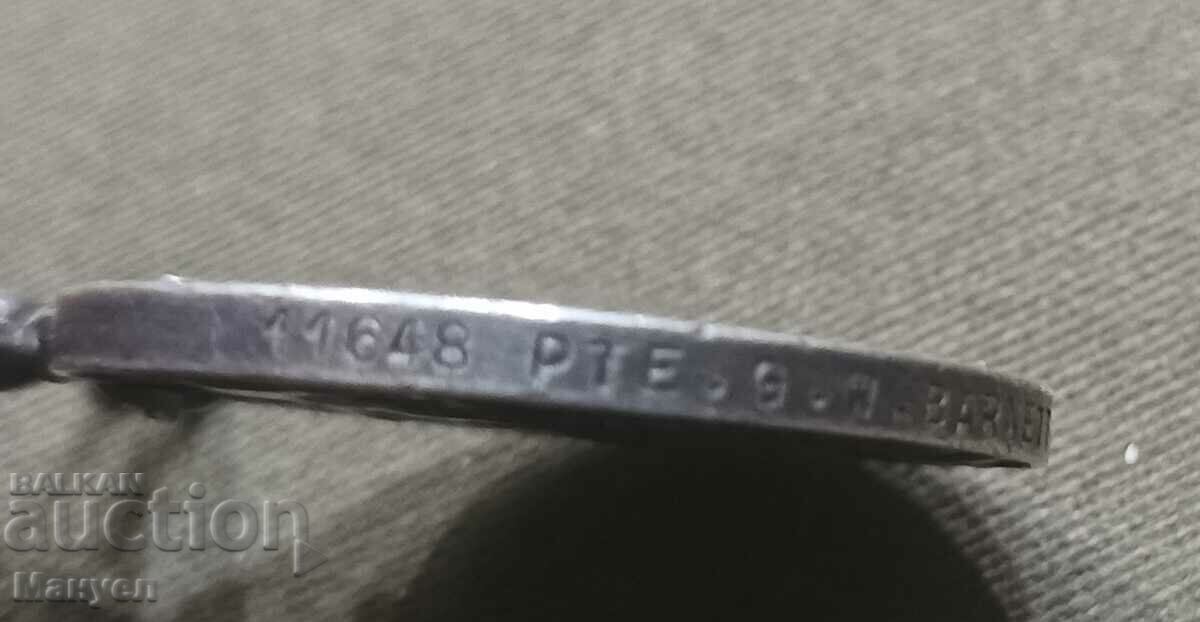 11648 PTE. G. H. BARNETT
BALKAN
auction
Мануел